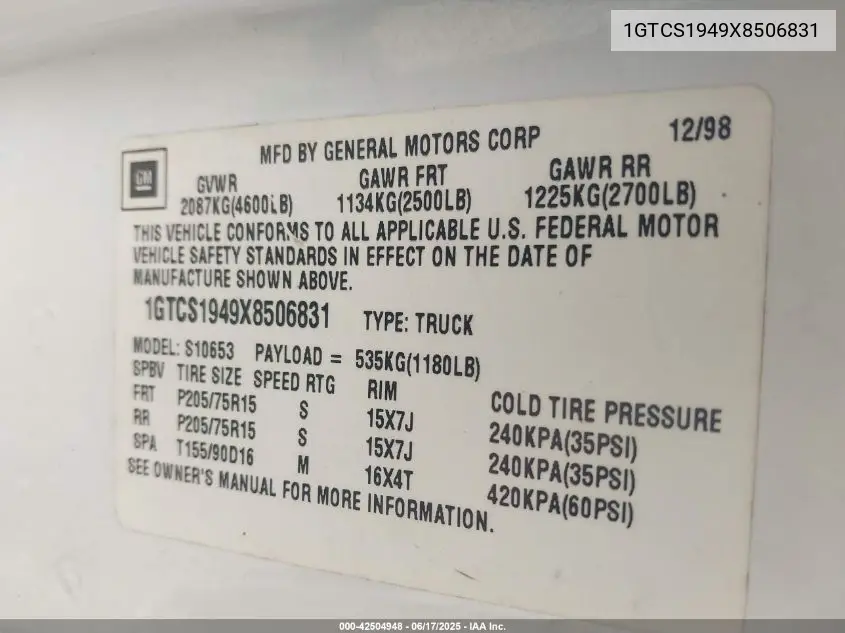 1GTCS1949X8506831
MFD BY GENERAL MOTORS CORP 12/98
GM
GVWR GAWR FRT GAWR RR
2087KG(4600LB) 1134KG(2500LB) 1225KG(2700LB)
THIS VEHICLE CONFORMS TO ALL APPLICABLE U.S. FEDERAL MOTOR
VEHICLE SAFETY STANDARDS IN EFFECT ON THE DATE OF
MANUFACTURE SHOWN ABOVE.
1GTCS1949X8506831 TYPE: TRUCK
MODEL: S10653 PAYLOAD = 535KG(1180LB)
SPBV TIRE SIZE SPEED RTG RIM COLD TIRE PRESSURE
FRT P205/75R15 S 15X7J 240KPA(35PSI)
RR P205/75R15 S 15X7J 240KPA(35PSI)
SPA T155/90D16 M 16X4T 420KPA(60PSI)
SEE OWNER'S MANUAL FOR MORE INFORMATION.
000-42504948 - 06/17/2025 - IAA Inc.